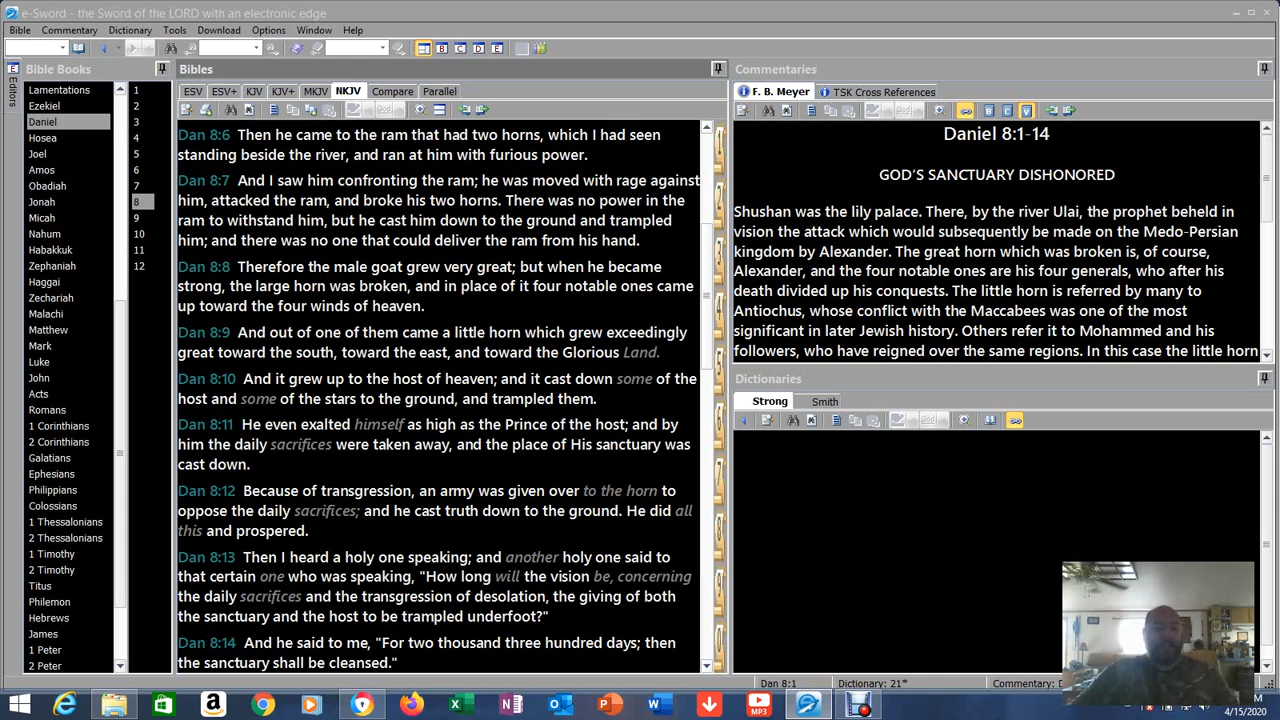 e-Sword - the Sword of the LORD with an electronic edge
Bible Commentary Dictionary Tools Download Options Window Help
Editors
Bible Books
Lamentations
Ezekiel
Daniel
Hosea
Joel
Amos
Obadiah
Jonah
Micah
Nahum
Habakkuk
Zephaniah
Haggai
Zechariah
Malachi
Matthew
Mark
Luke
John
Acts
Romans
1 Corinthians
2 Corinthians
Galatians
Ephesians
Philippians
Colossians
1 Thessalonians
2 Thessalonians
1 Timothy
2 Timothy
Titus
Philemon
Hebrews
James
1 Peter
2 Peter
1
2
3
4
5
6
7
8
9
10
11
12
Bibles
ESV ESV+ KJV KJV+ MKJV NKJV Compare Parallel
Dan 8:6 Then he came to the ram that had two horns, which I had seen
standing beside the river, and ran at him with furious power.
Dan 8:7 And I saw him confronting the ram; he was moved with rage against
him, attacked the ram, and broke his two horns. There was no power in the
ram to withstand him, but he cast him down to the ground and trampled
him; and there was no one that could deliver the ram from his hand.
Dan 8:8 Therefore the male goat grew very great; but when he became
strong, the large horn was broken, and in place of it four notable ones came
up toward the four winds of heaven.
Dan 8:9 And out of one of them came a little horn which grew exceedingly
great toward the south, toward the east, and toward the Glorious Land.
Dan 8:10 And it grew up to the host of heaven; and it cast down some of the
host and some of the stars to the ground, and trampled them.
Dan 8:11 He even exalted himself as high as the Prince of the host; and by
him the daily sacrifices were taken away, and the place of His sanctuary was
cast down.
Dan 8:12 Because of transgression, an army was given over to the horn to
oppose the daily sacrifices; and he cast truth down to the ground. He did all
this and prospered.
Dan 8:13 Then I heard a holy one speaking; and another holy one said to
that certain one who was speaking, "How long will the vision be, concerning
the daily sacrifices and the transgression of desolation, the giving of both
the sanctuary and the host to be trampled underfoot?"
Dan 8:14 And he said to me, "For two thousand three hundred days; then
the sanctuary shall be cleansed."
Commentaries
F. B. Meyer TSK Cross References
Daniel 8:1-14
GOD'S SANCTUARY DISHONORED
Shushan was the lily palace. There, by the river Ulai, the prophet beheld in
vision the attack which would subsequently be made on the Medo-Persian
kingdom by Alexander. The great horn which was broken is, of course,
Alexander, and the four notable ones are his four generals, who after his
death divided up his conquests. The little horn is referred by many to
Antiochus, whose conflict with the Maccabees was one of the most
significant in later Jewish history. Others refer it to Mohammed and his
followers, who have reigned over the same regions. In this case the little horn
Dictionaries
Strong Smith
Dan 8:1 Dictionary: 21* Commentary: D
MP3
4/15/2020